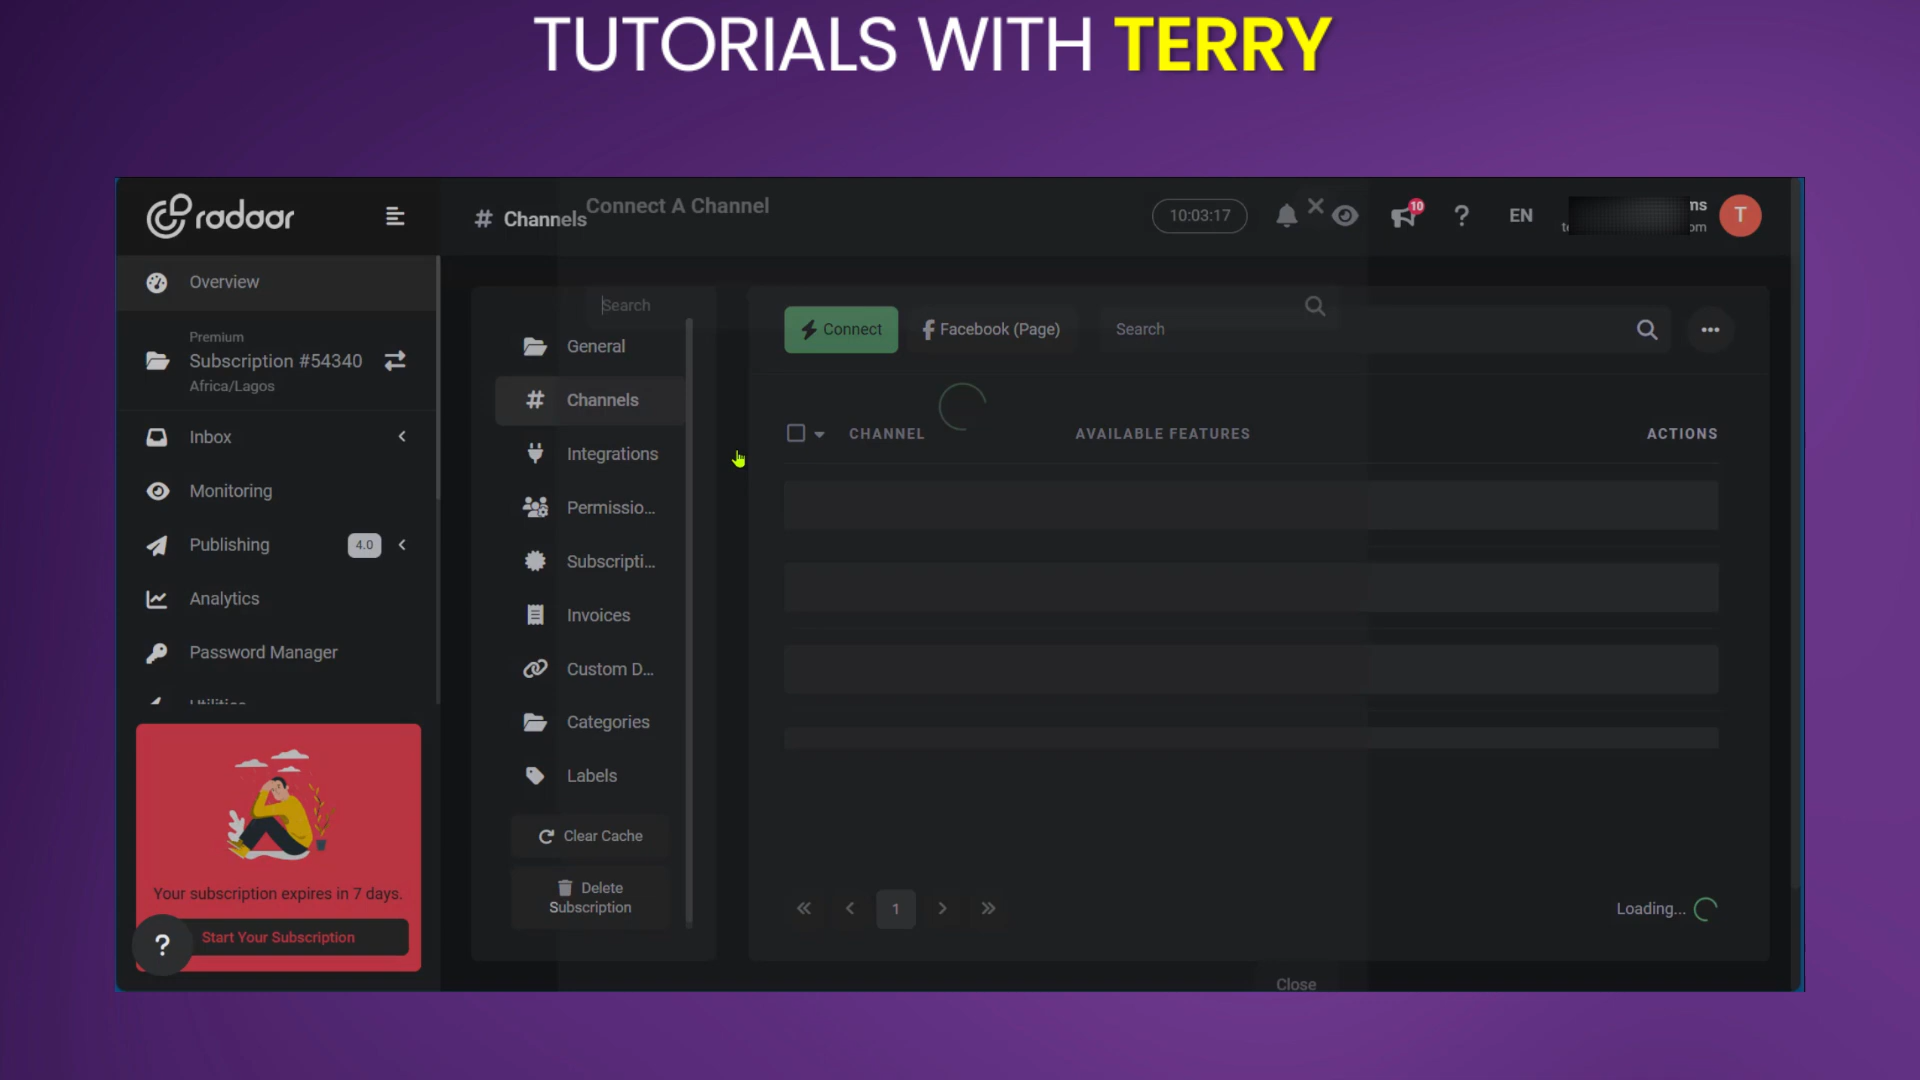 TUTORIALS WITH TERRY
radaar
# Channels
Connect A Channel
10:03:17
10
?
EN
T
Overview
Premium
Subscription #54340
Africa/Lagos
Inbox
Monitoring
Publishing 4.0
Analytics
Password Manager
Utilities
Your subscription expires in 7 days.
Start Your Subscription
?
Search
General
Channels
Integrations
Permissio...
Subscripti...
Invoices
Custom D...
Categories
Labels
Clear Cache
Delete
Subscription
Connect
Facebook (Page)
Search
CHANNEL
AVAILABLE FEATURES
ACTIONS
1
Loading...
Close